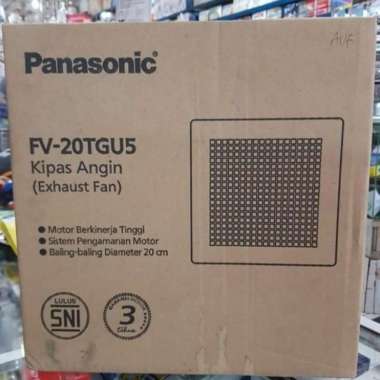 AUF
Panasonic
FV-20TGU5
Kipas Angin
(Exhaust Fan)
● Motor Berkinerja Tinggi
● Sistem Pengamanan Motor
● Baling-baling Diameter 20 cm
LULUS
SNI
3